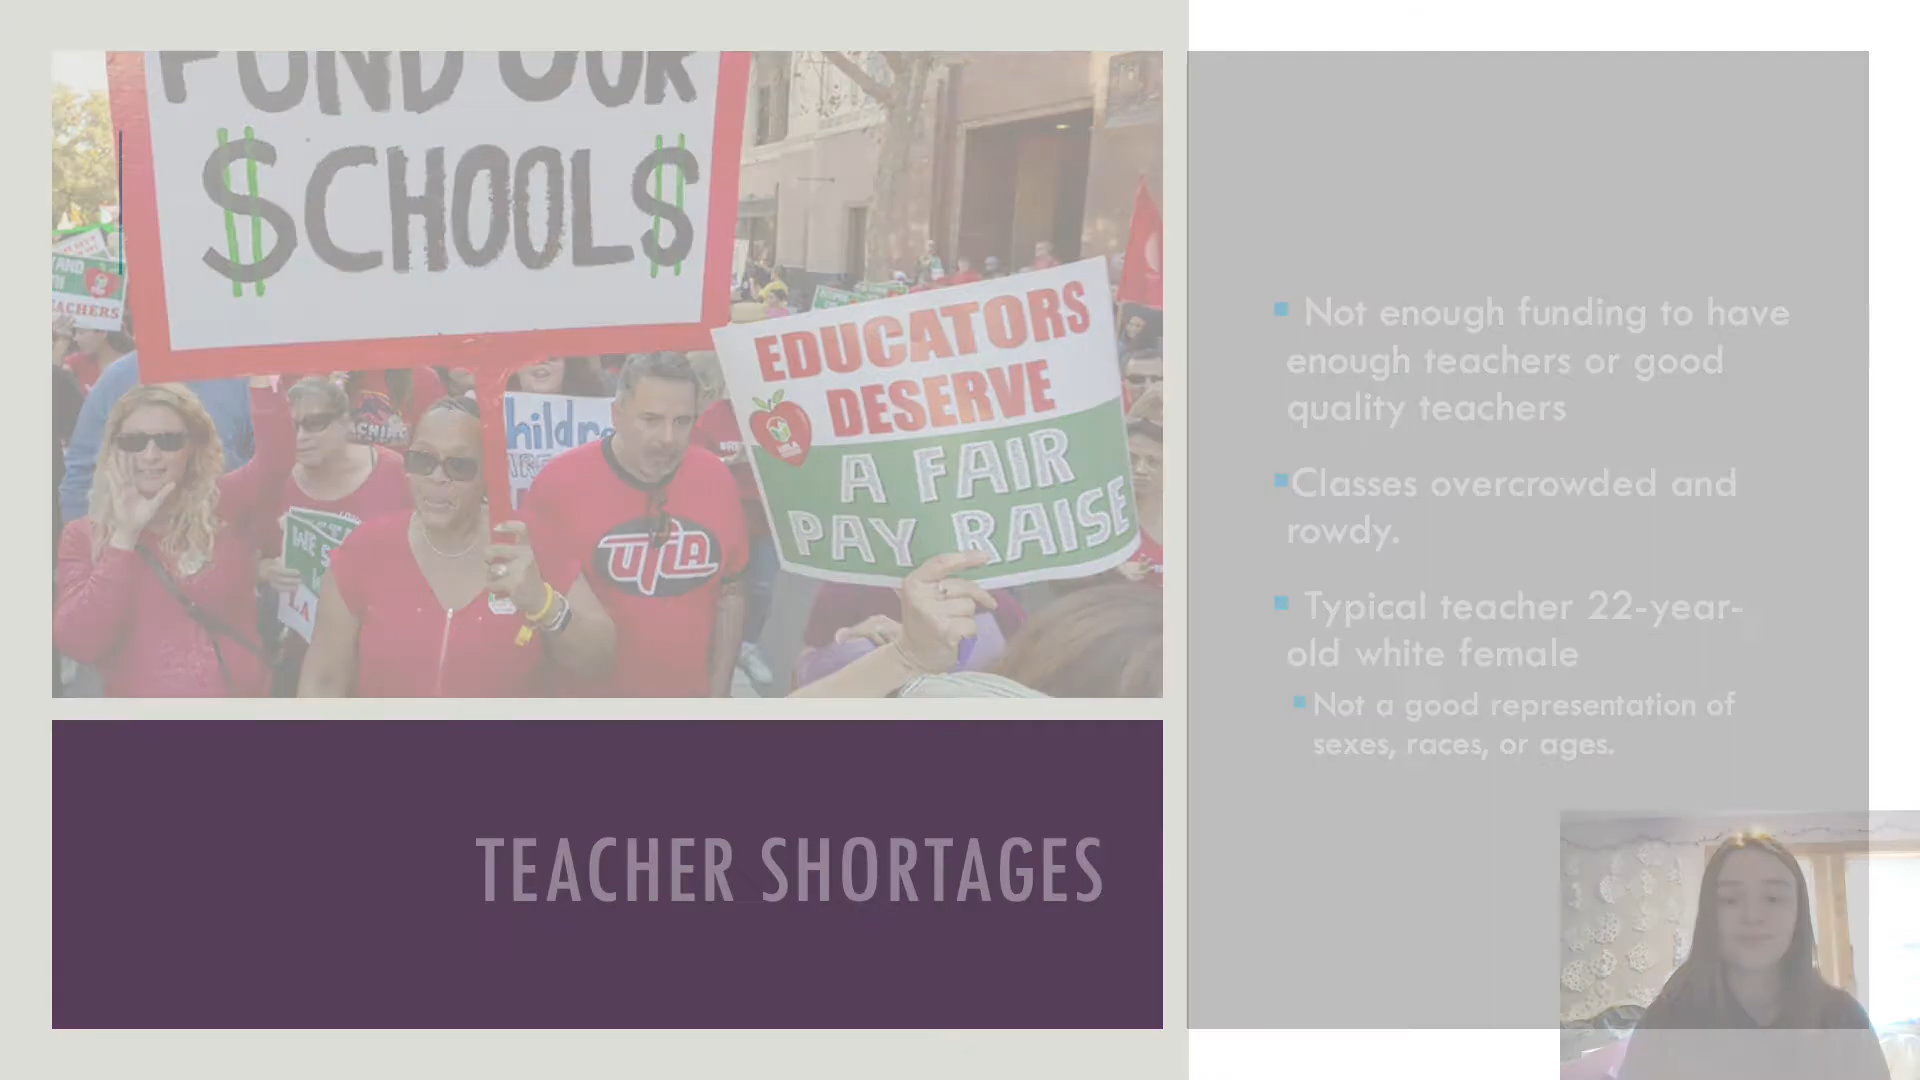 FUND OUR
$CHOOL$
AND
TEACHERS
EDUCATORS
DESERVE
A FAIR
PAY RAISE
UTLA
Not enough funding to have
enough teachers or good
quality teachers
Classes overcrowded and
rowdy.
Typical teacher 22-year-
old white female
Not a good representation of
sexes, races, or ages.
TEACHER SHORTAGES